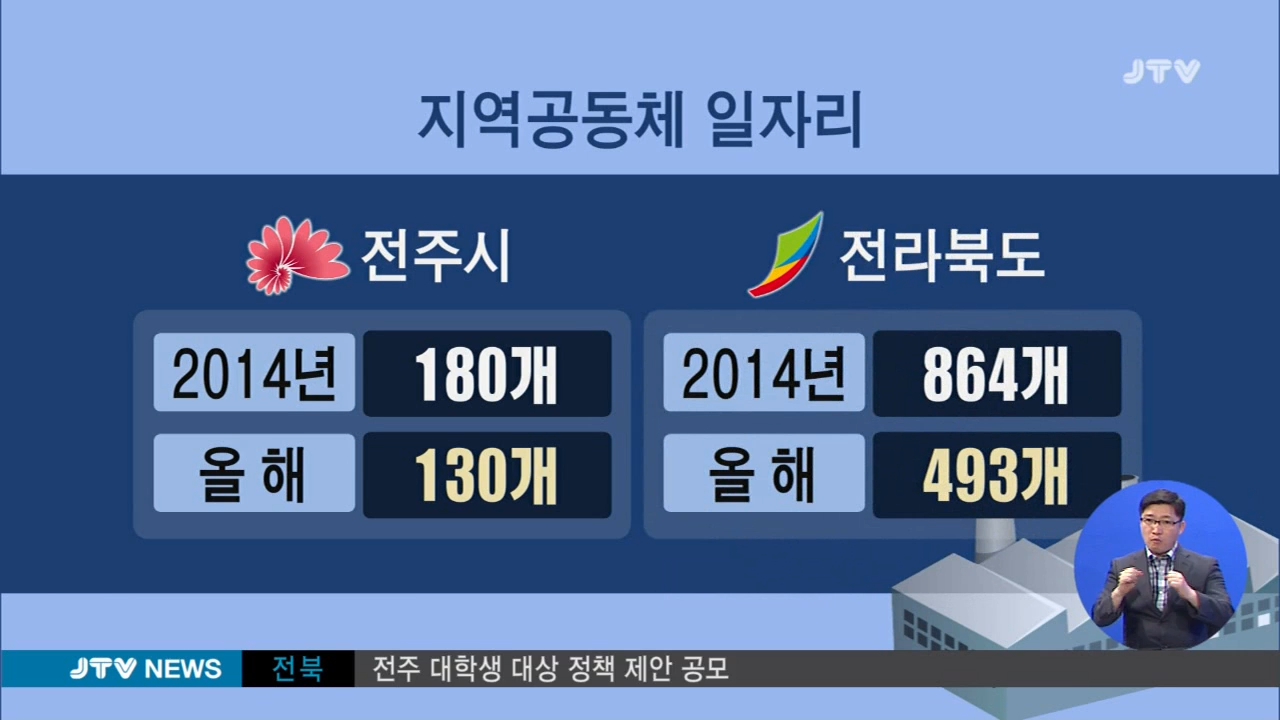 JTV
지역공동체 일자리
전주시
전라북도
2014년 180개
올 해 130개
2014년 864개
올 해 493개
JTV NEWS 전북 전주 대학생 대상 정책 제안 공모